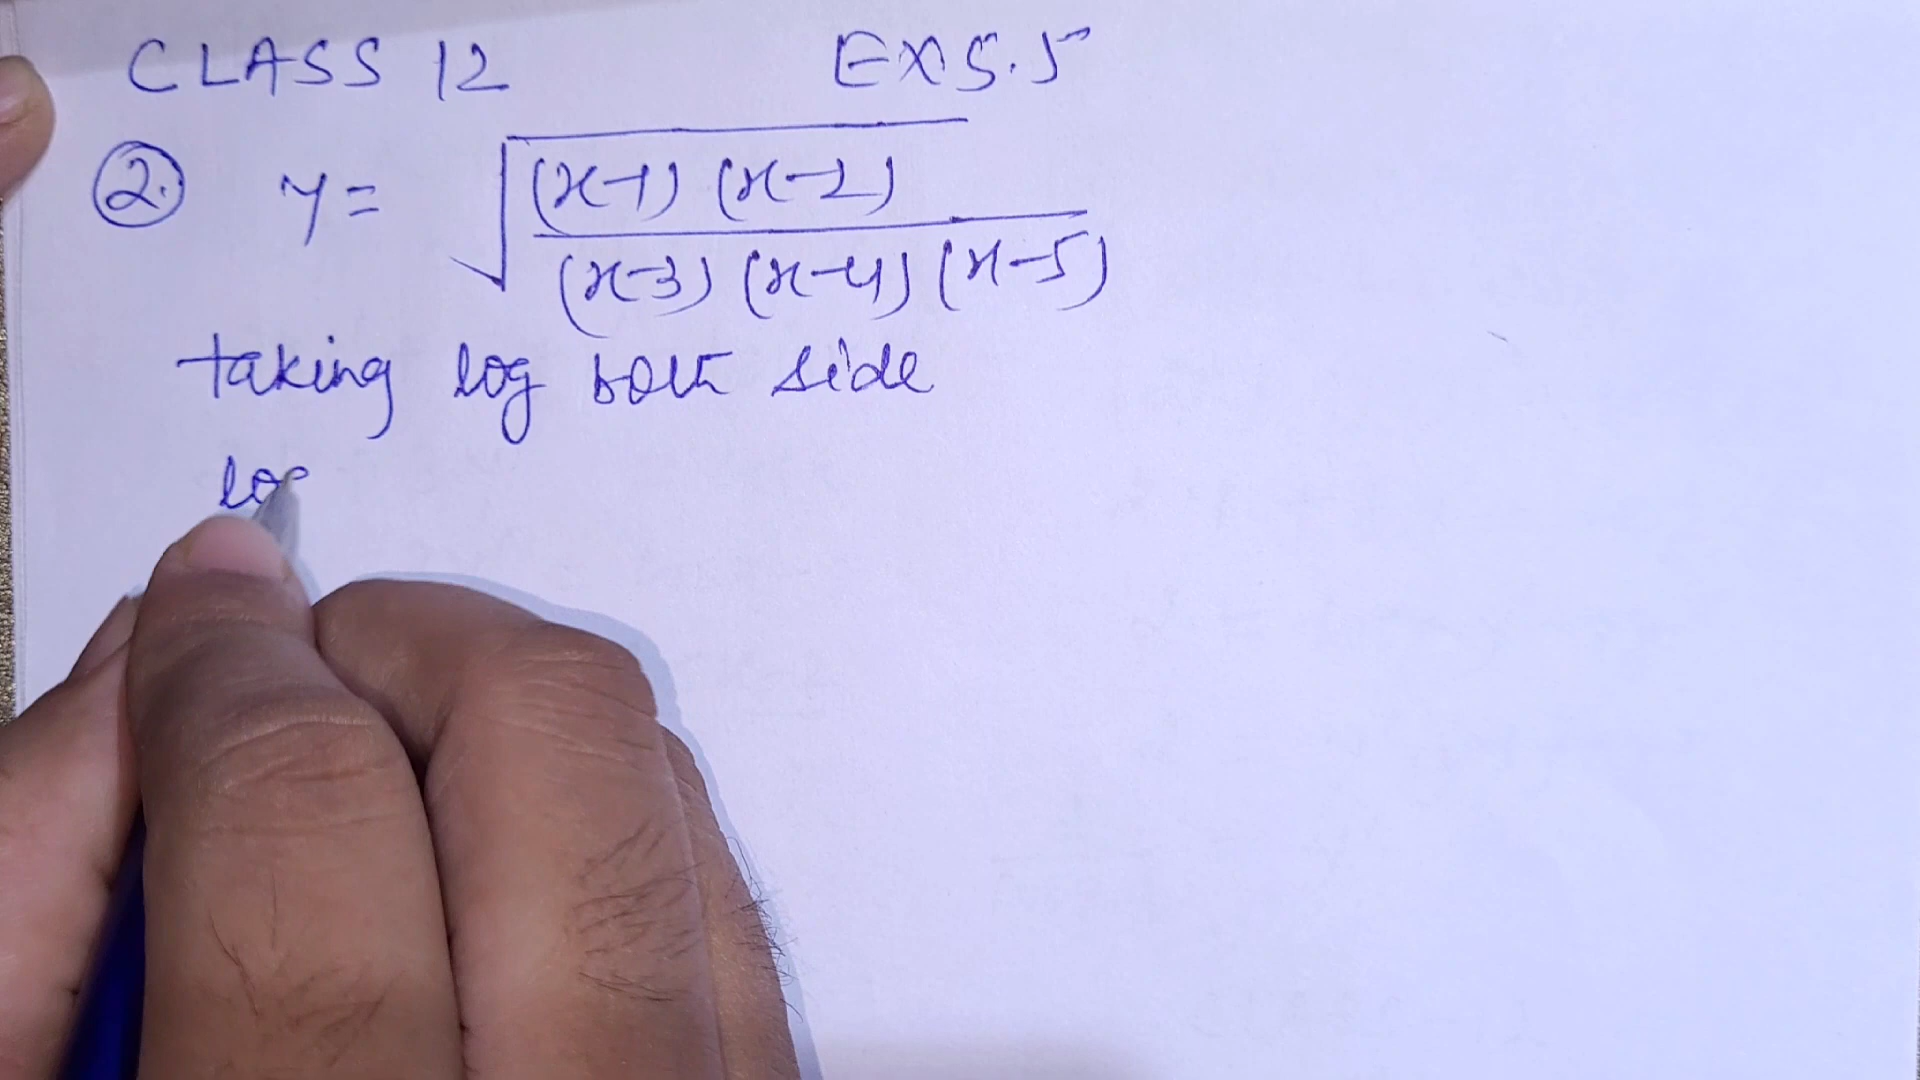 CLASS 12 EX 5.5
2. y = √((x-1) (x-2) / (x-3) (x-4) (x-5))
taking log both side
log